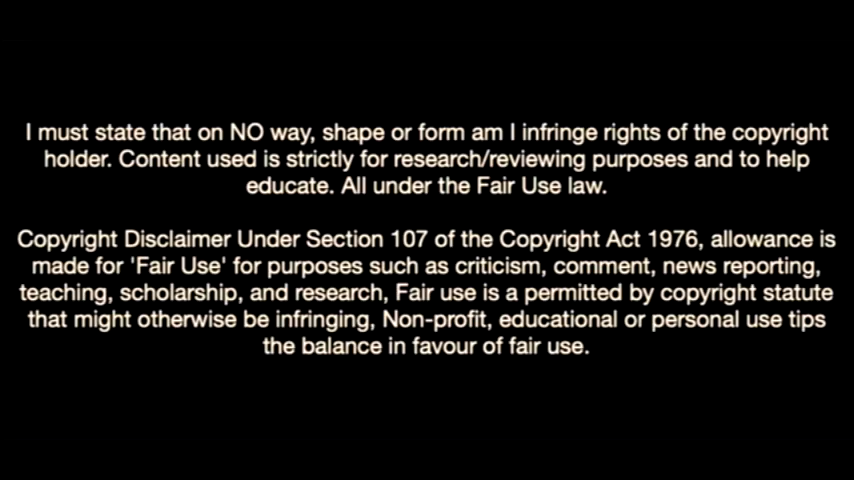 I must state that on NO way, shape or form am I infringe rights of the copyright
holder. Content used is strictly for research/reviewing purposes and to help
educate. All under the Fair Use law.
Copyright Disclaimer Under Section 107 of the Copyright Act 1976, allowance is
made for 'Fair Use' for purposes such as criticism, comment, news reporting,
teaching, scholarship, and research, Fair use is a permitted by copyright statute
that might otherwise be infringing, Non-profit, educational or personal use tips
the balance in favour of fair use.